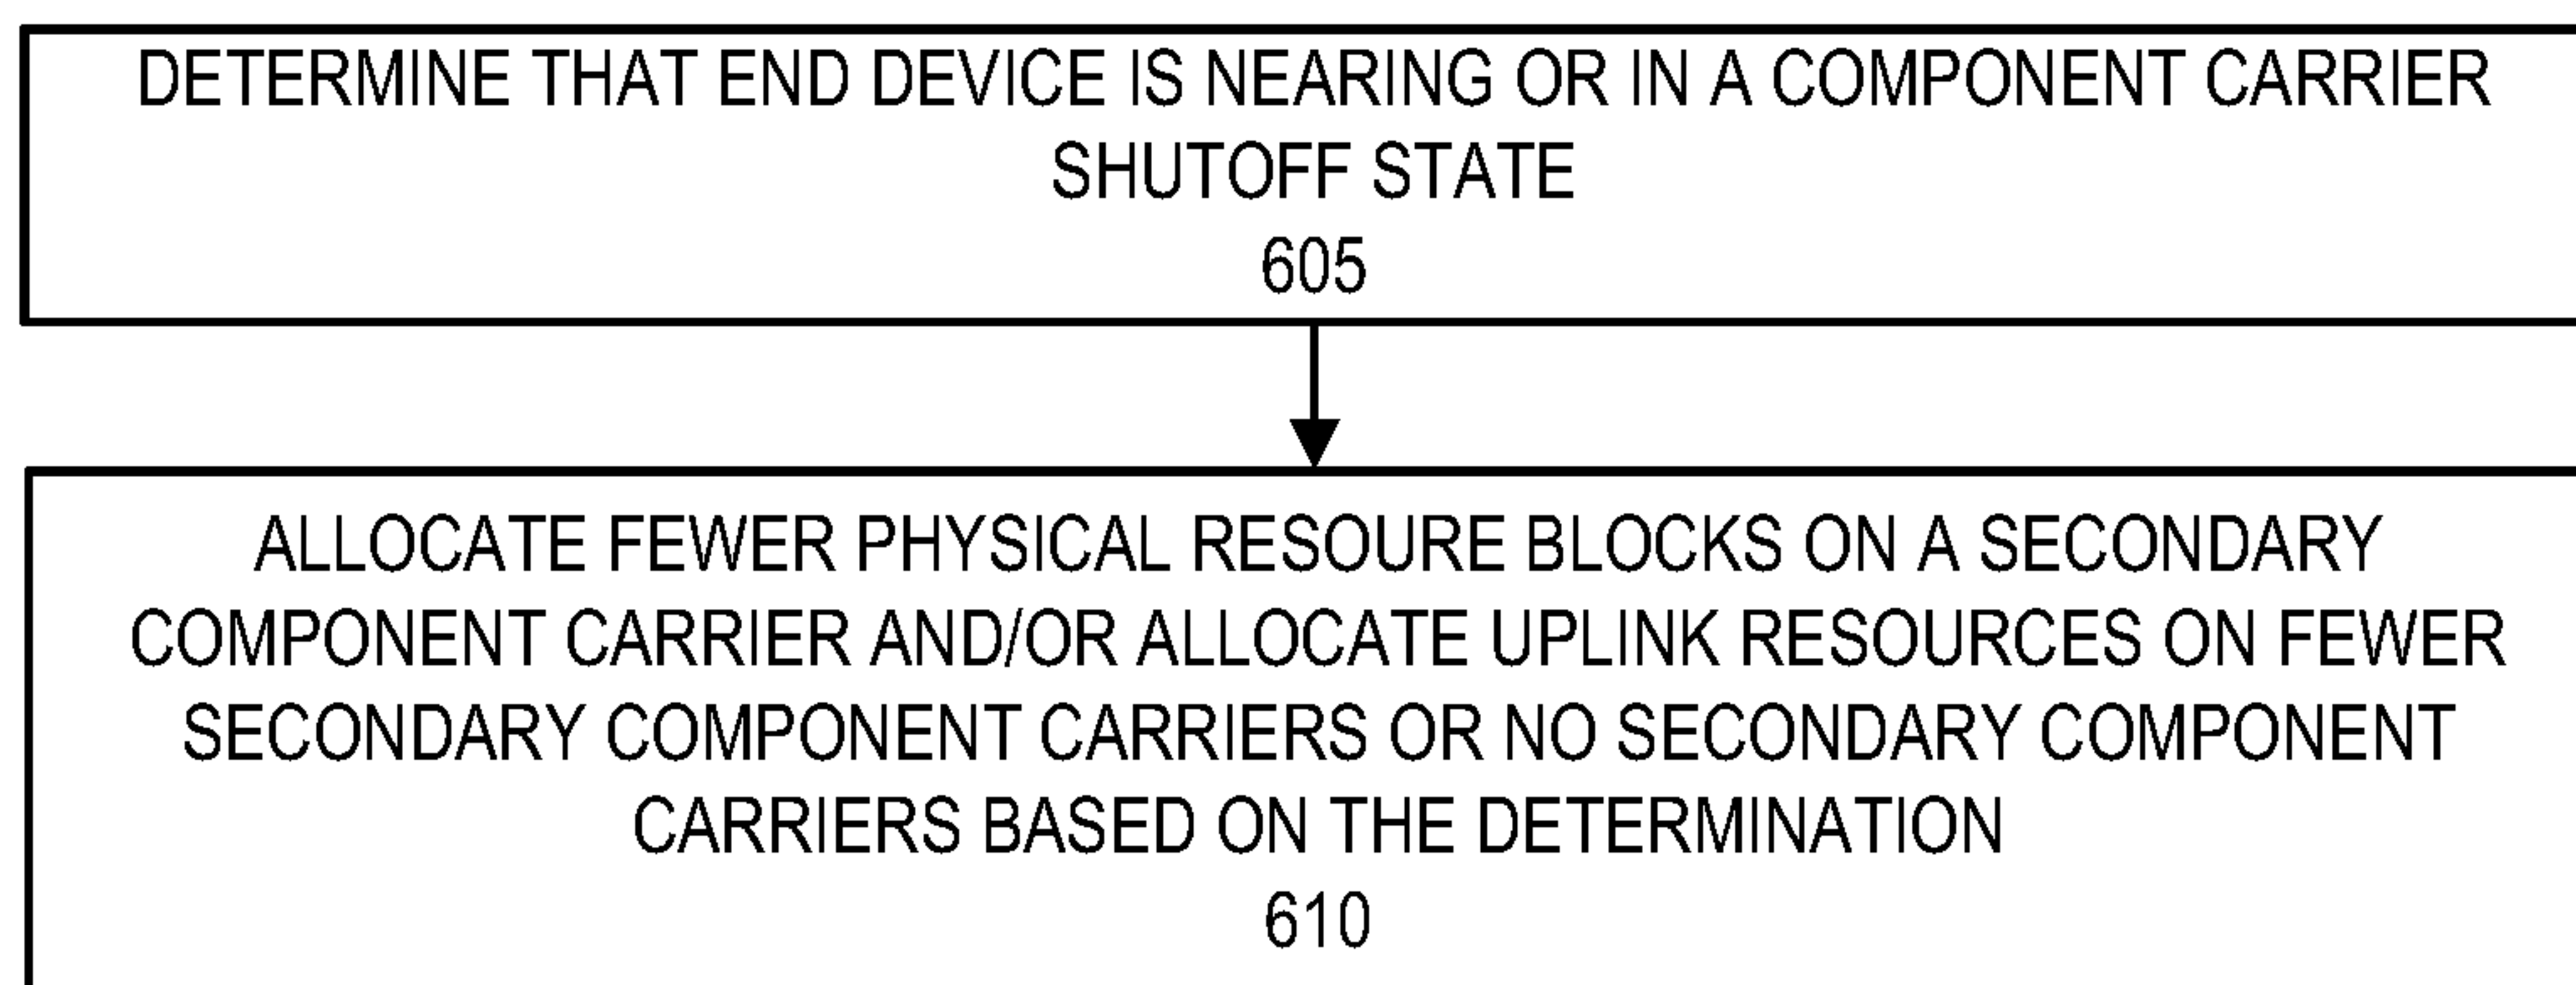 DETERMINE THAT END DEVICE IS NEARING OR IN A COMPONENT CARRIER
SHUTOFF STATE
605
ALLOCATE FEWER PHYSICAL RESOURE BLOCKS ON A SECONDARY
COMPONENT CARRIER AND/OR ALLOCATE UPLINK RESOURCES ON FEWER
SECONDARY COMPONENT CARRIERS OR NO SECONDARY COMPONENT
CARRIERS BASED ON THE DETERMINATION
610